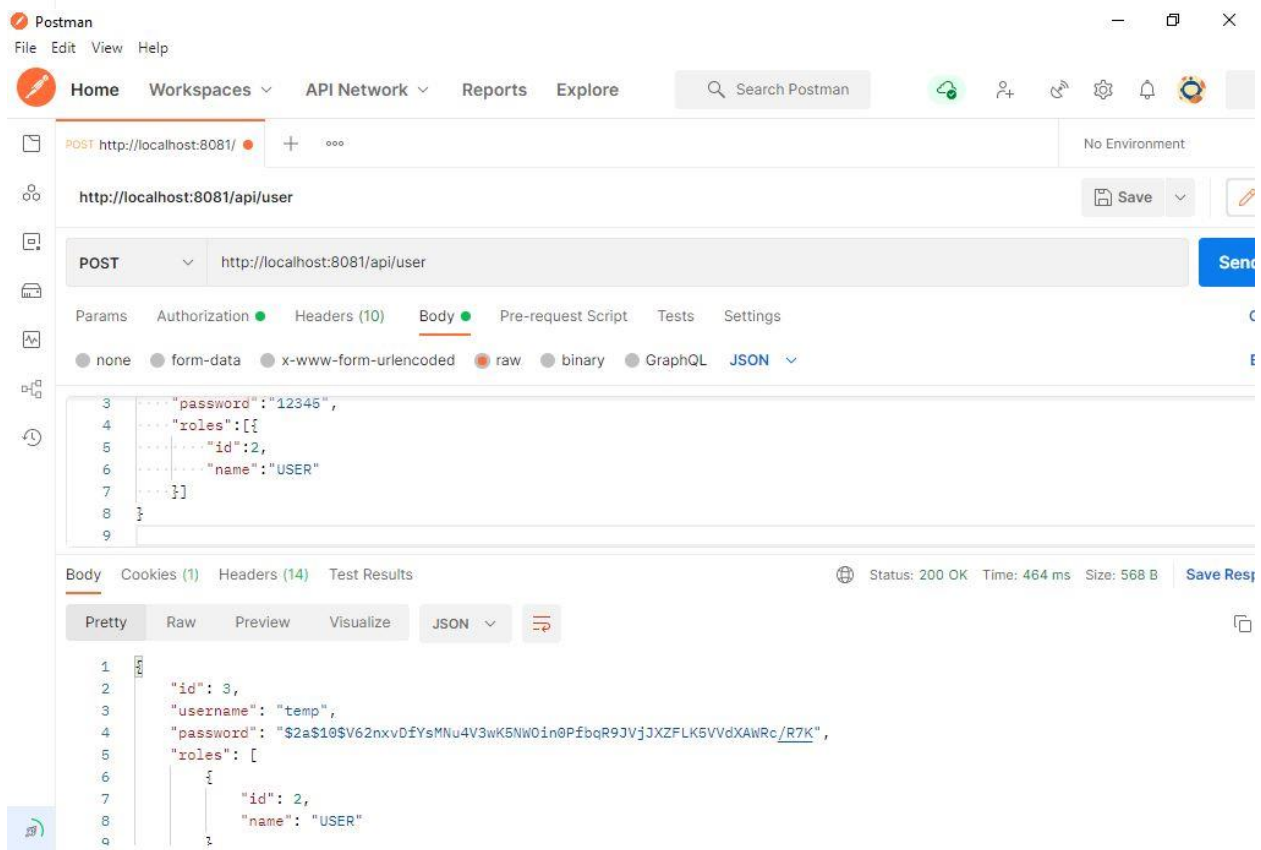 Postman
File Edit View Help
Home Workspaces API Network Reports Explore Search Postman
POST http://localhost:8081/ No Environment
http://localhost:8081/api/user Save
POST http://localhost:8081/api/user Send
Params Authorization Headers (10) Body Pre-request Script Tests Settings
none form-data x-www-form-urlencoded raw binary GraphQL JSON
3 "password":"12345",
4 "roles":[{
5 "id":2,
6 "name":"USER"
7 }]
8 }
9
Body Cookies (1) Headers (14) Test Results Status: 200 OK Time: 464 ms Size: 568 B Save Resp
Pretty Raw Preview Visualize JSON
1 {
2 "id": 3,
3 "username": "temp",
4 "password": "$2a$10$V62nxvDfYsMNu4V3wK5NWOin0PfbqR9JVjJXZFLK5VVdXAWRc/R7K",
5 "roles": [
6 {
7 "id": 2,
8 "name": "USER"
9 }